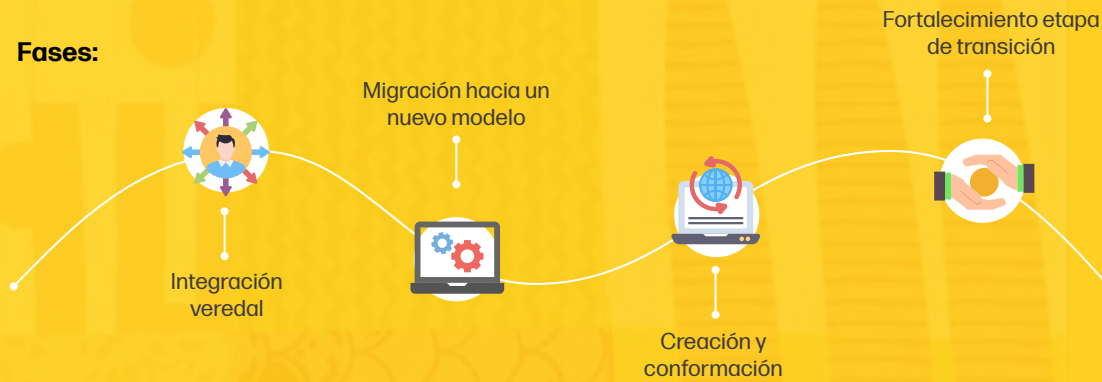 Fases:
Integración
veredal
Migración hacia un
nuevo modelo
Creación y
conformación
Fortalecimiento etapa
de transición